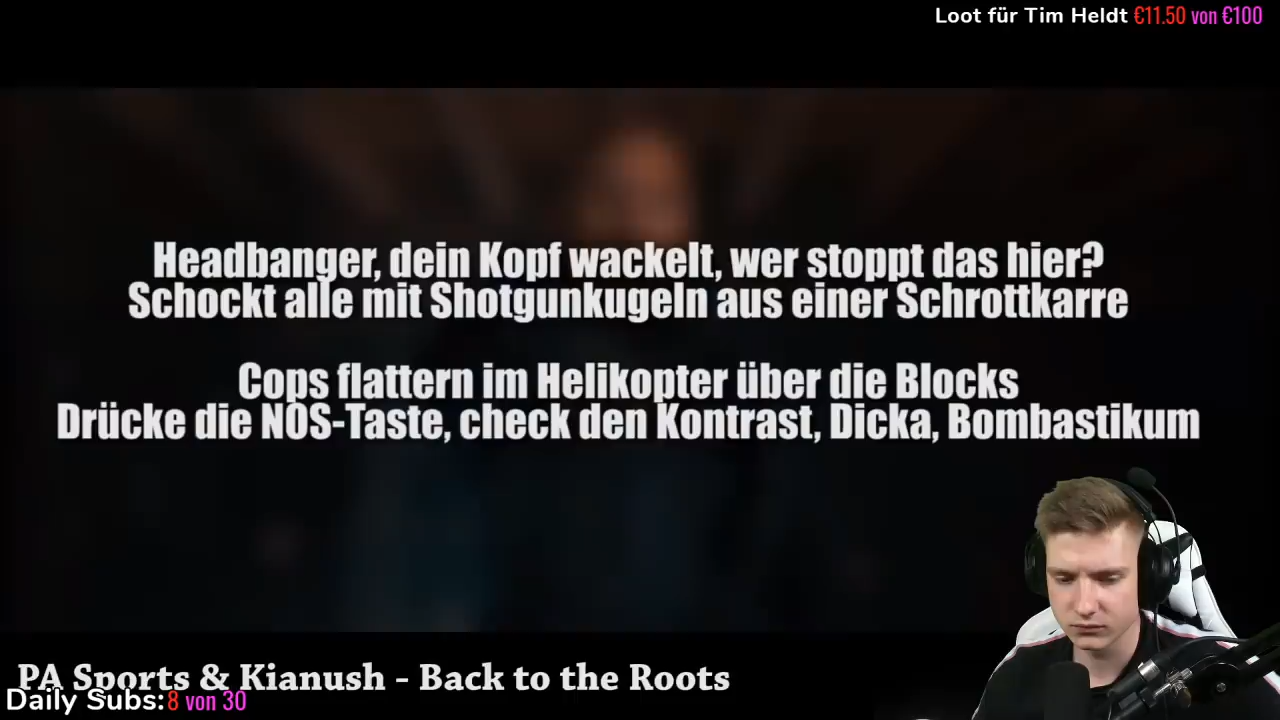 Loot für Tim Heldt €11.50 von €100
Headbanger, dein Kopf wackelt, wer stoppt das hier?
Schockt alle mit Shotgunkugeln aus einer Schrottkarre
Cops flattern im Helikopter über die Blocks
Drücke die NOS-Taste, check den Kontrast, Dicka, Bombastikum
PA Sports & Kianush - Back to the Roots
Daily Subs: 8 von 30